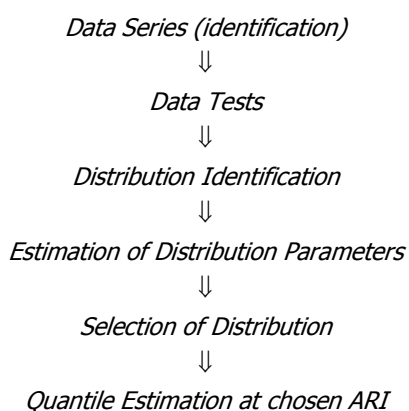 Data Series (identification)
⇓
Data Tests
⇓
Distribution Identification
⇓
Estimation of Distribution Parameters
⇓
Selection of Distribution
⇓
Quantile Estimation at chosen ARI